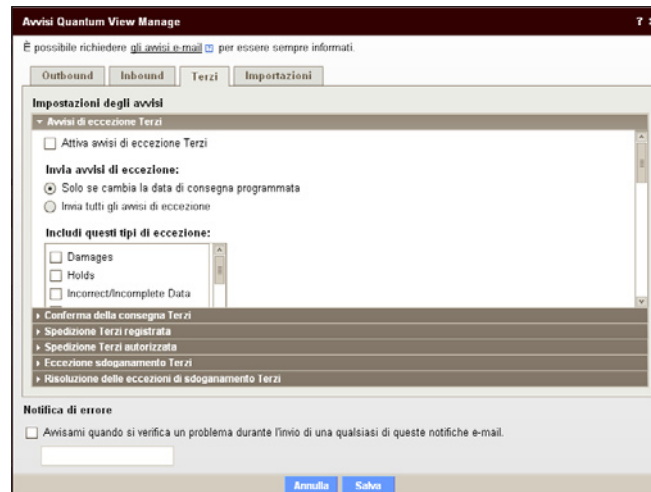 Avvisi Quantum View Manage
?
È possibile richiedere gli avvisi e-mail per essere sempre informati.
Outbound Inbound Terzi Importazioni
Impostazioni degli avvisi
Avvisi di eccezione Terzi
Attiva avvisi di eccezione Terzi
Invia avvisi di eccezione:
Solo se cambia la data di consegna programmata
Invia tutti gli avvisi di eccezione
Includi questi tipi di eccezione:
Damages
Holds
Incorrect/Incomplete Data
Conferma della consegna Terzi
Spedizione Terzi registrata
Spedizione Terzi autorizzata
Eccezione sdoganamento Terzi
Risoluzione delle eccezioni di sdoganamento Terzi
Notifica di errore
Avvisami quando si verifica un problema durante l'invio di una qualsiasi di queste notifiche e-mail.
Annulla Salva